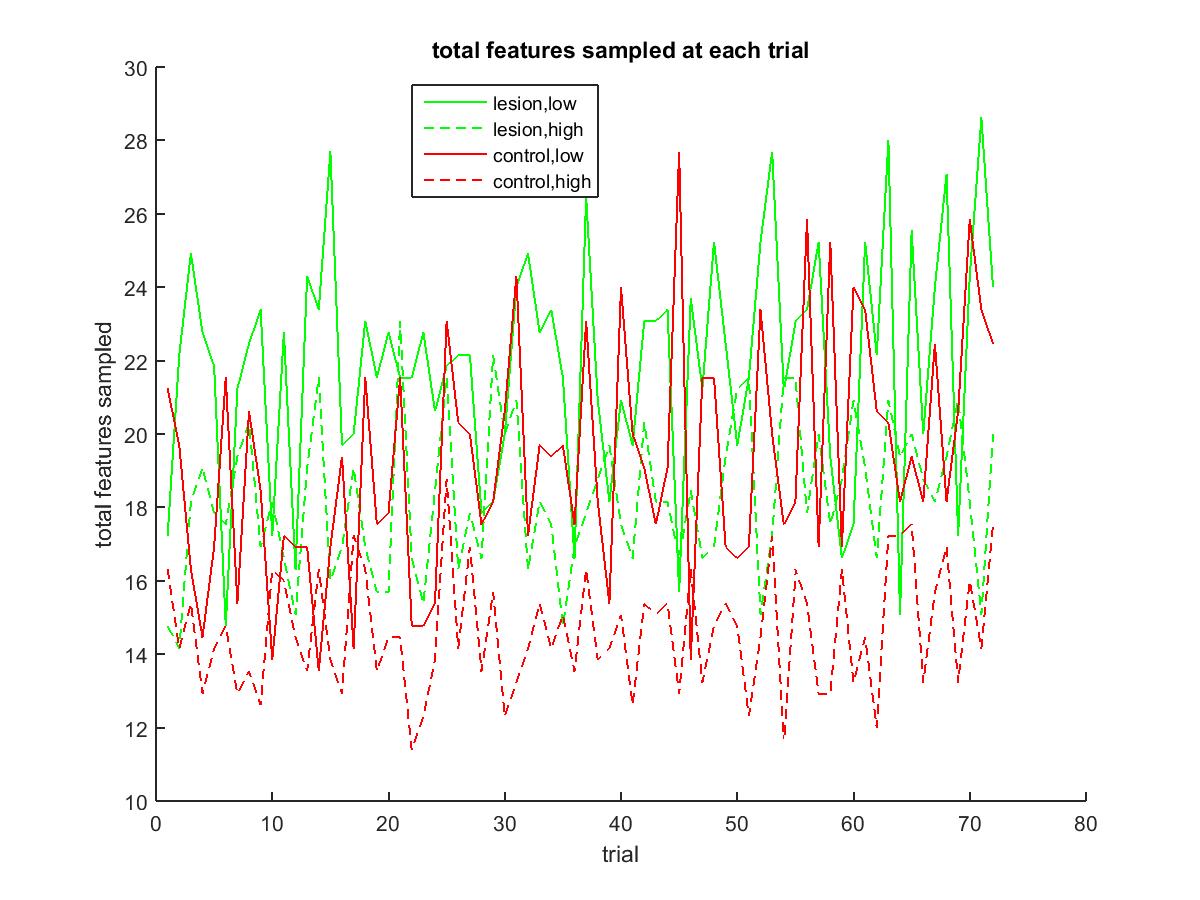 total features sampled at each trial
30
28
26
24
22
20
18
16
14
12
10
total features sampled
lesion,low
lesion,high
control,low
control,high
0 10 20 30 40 50 60 70 80
trial